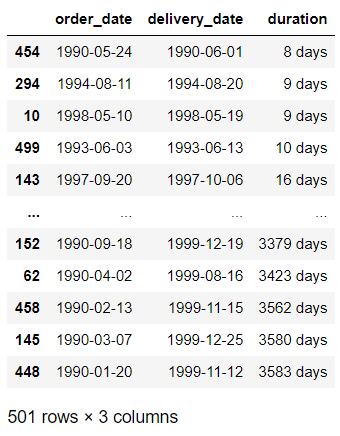 order_date delivery_date duration
454 1990-05-24 1990-06-01 8 days
294 1994-08-11 1994-08-20 9 days
10 1998-05-10 1998-05-19 9 days
499 1993-06-03 1993-06-13 10 days
143 1997-09-20 1997-10-06 16 days
... ... ... ...
152 1990-09-18 1999-12-19 3379 days
62 1990-04-02 1999-08-16 3423 days
458 1990-02-13 1999-11-15 3562 days
145 1990-03-07 1999-12-25 3580 days
448 1990-01-20 1999-11-12 3583 days
501 rows × 3 columns